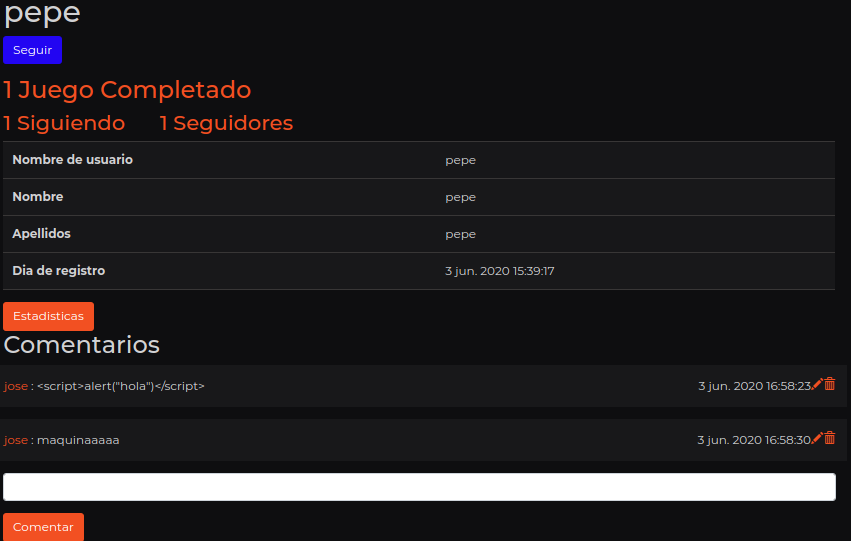 pepe
Seguir
1 Juego Completado
1 Siguiendo 1 Seguidores
Nombre de usuario pepe
Nombre pepe
Apellidos pepe
Dia de registro 3 jun. 2020 15:39:17
Estadisticas
Comentarios
jose : <script>alert("hola")</script> 3 jun. 2020 16:58:23
jose : maquinaaaaa 3 jun. 2020 16:58:30
Comentar